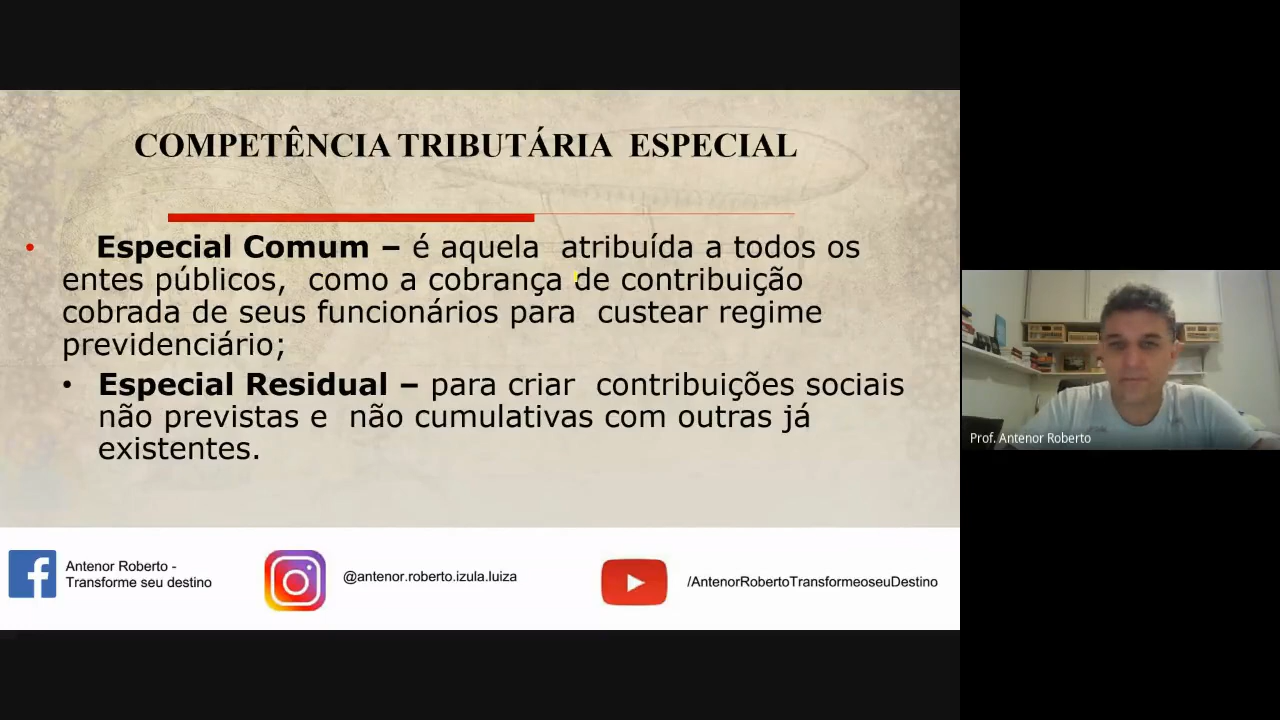 COMPETÊNCIA TRIBUTÁRIA ESPECIAL
• Especial Comum – é aquela atribuída a todos os
entes públicos, como a cobrança de contribuição
cobrada de seus funcionários para custear regime
previdenciário;
• Especial Residual – para criar contribuições sociais
não previstas e não cumulativas com outras já
existentes.
Antenor Roberto -
Transforme seu destino
@antenor.roberto.izula.luiza
/AntenorRobertoTransformeoseuDestino
Prof. Antenor Roberto